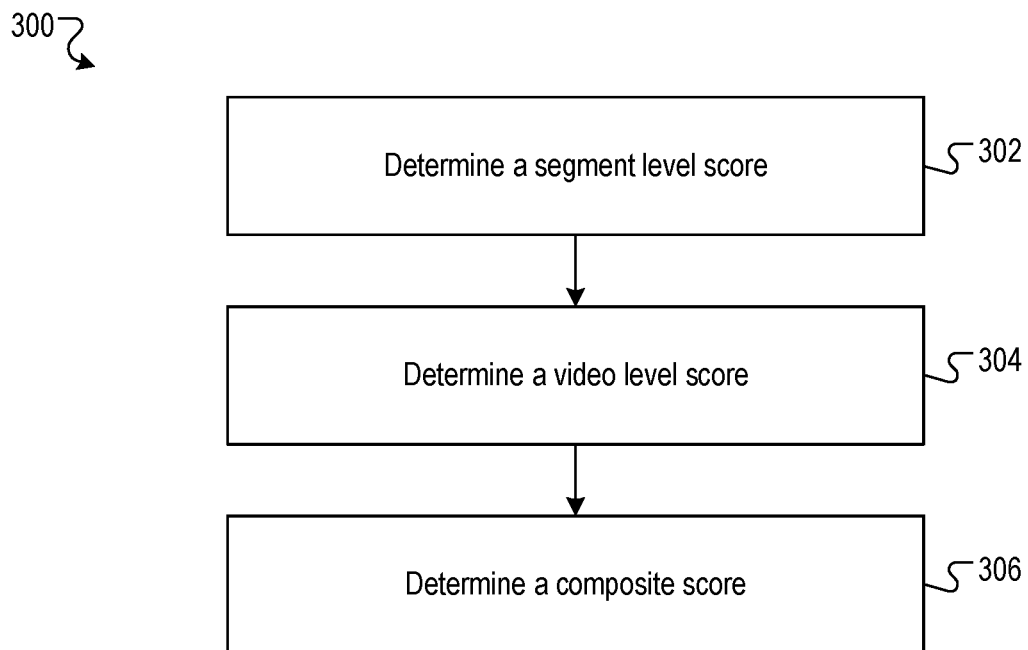 300
Determine a segment level score
302
Determine a video level score
304
Determine a composite score
306